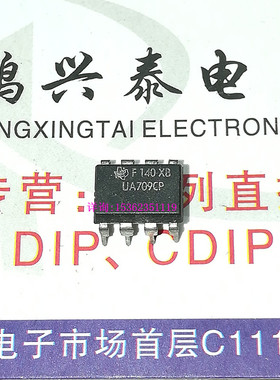 鸿兴泰电
NGXINGTAI ELECTRON
F 140 XB
UA709CP
专营：
列直
DIP、CDIP
电子市场首层C111